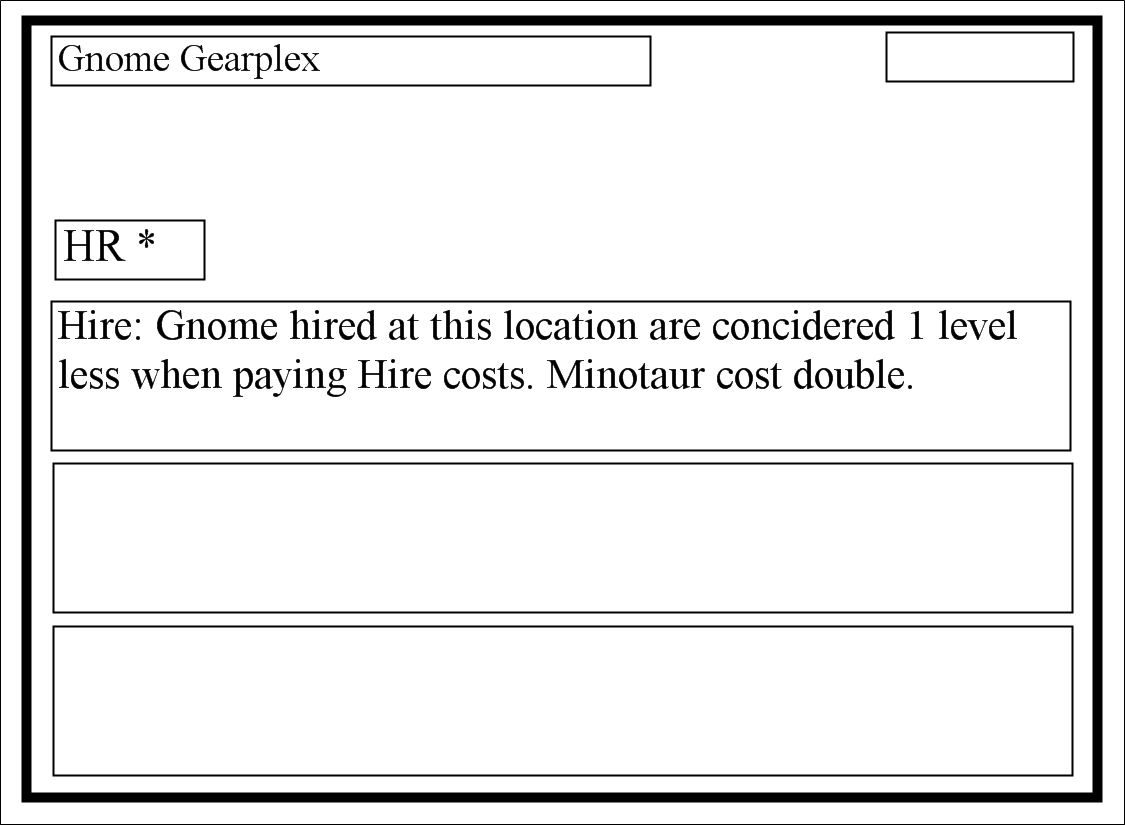 Gnome Gearplex
HR *
Hire: Gnome hired at this location are concidered 1 level
less when paying Hire costs. Minotaur cost double.